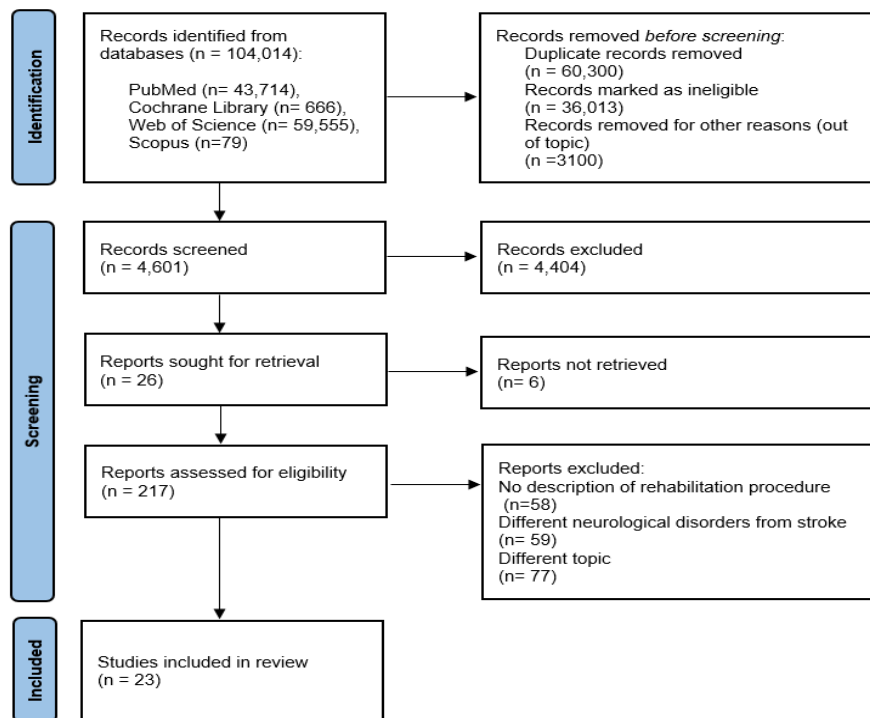 Identification
Records identified from
databases (n = 104,014):
PubMed (n= 43,714),
Cochrane Library (n= 666),
Web of Science (n= 59,555),
Scopus (n=79)
Records removed before screening:
Duplicate records removed
(n = 60,300)
Records marked as ineligible
(n = 36,013)
Records removed for other reasons (out
of topic)
(n =3100)
Screening
Records screened
(n = 4,601)
Records excluded
(n = 4,404)
Reports sought for retrieval
(n = 26)
Reports not retrieved
(n= 6)
Reports assessed for eligibility
(n = 217)
Reports excluded:
No description of rehabilitation procedure
(n=58)
Different neurological disorders from stroke
(n= 59)
Different topic
(n= 77)
Included
Studies included in review
(n = 23)